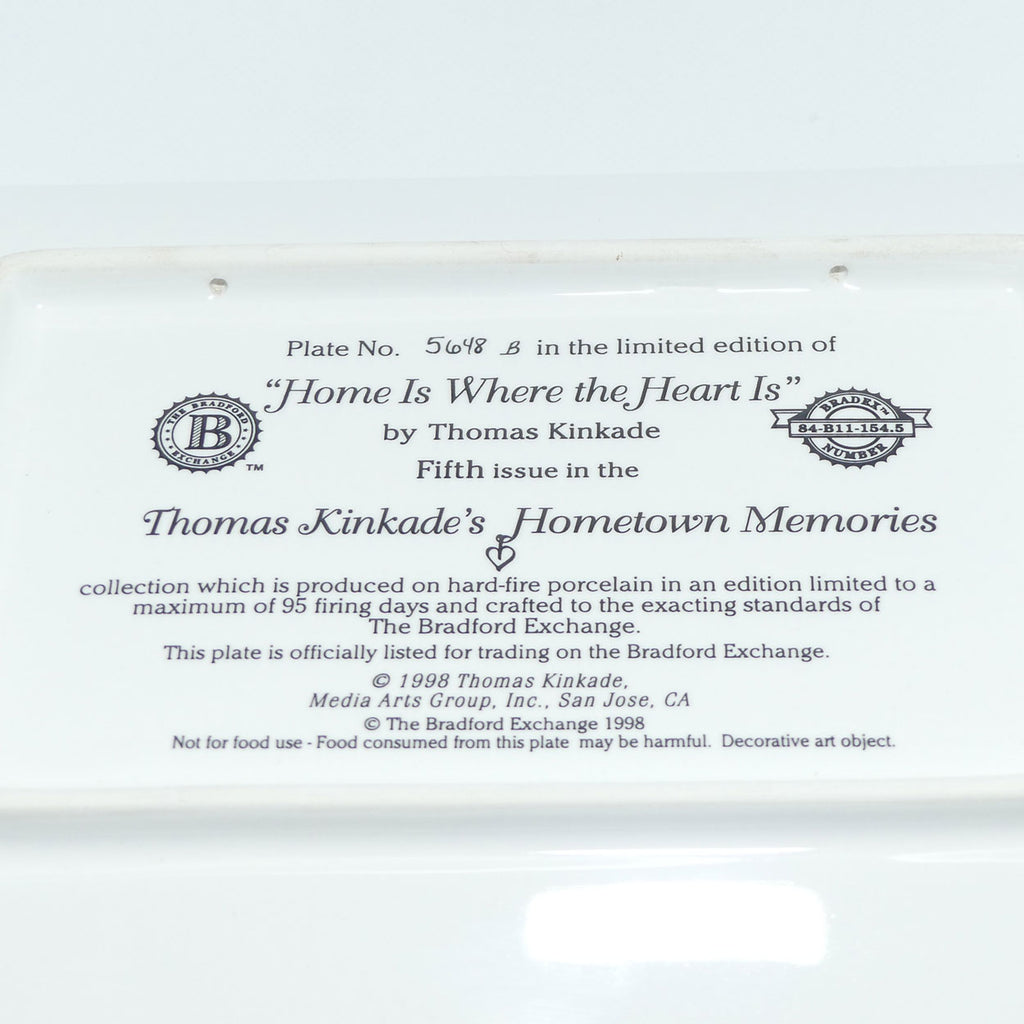 Plate No. 5648 B in the limited edition of
"Home Is Where the Heart Is"
THE BRADFORD EXCHANGE
B
TM
BRADEX™
84-B11-154.5
NUMBER
by Thomas Kinkade
Fifth issue in the
Thomas Kinkade's Hometown Memories
collection which is produced on hard-fire porcelain in an edition limited to a
maximum of 95 firing days and crafted to the exacting standards of
The Bradford Exchange.
This plate is officially listed for trading on the Bradford Exchange.
© 1998 Thomas Kinkade,
Media Arts Group, Inc., San Jose, CA
© The Bradford Exchange 1998
Not for food use - Food consumed from this plate may be harmful. Decorative art object.